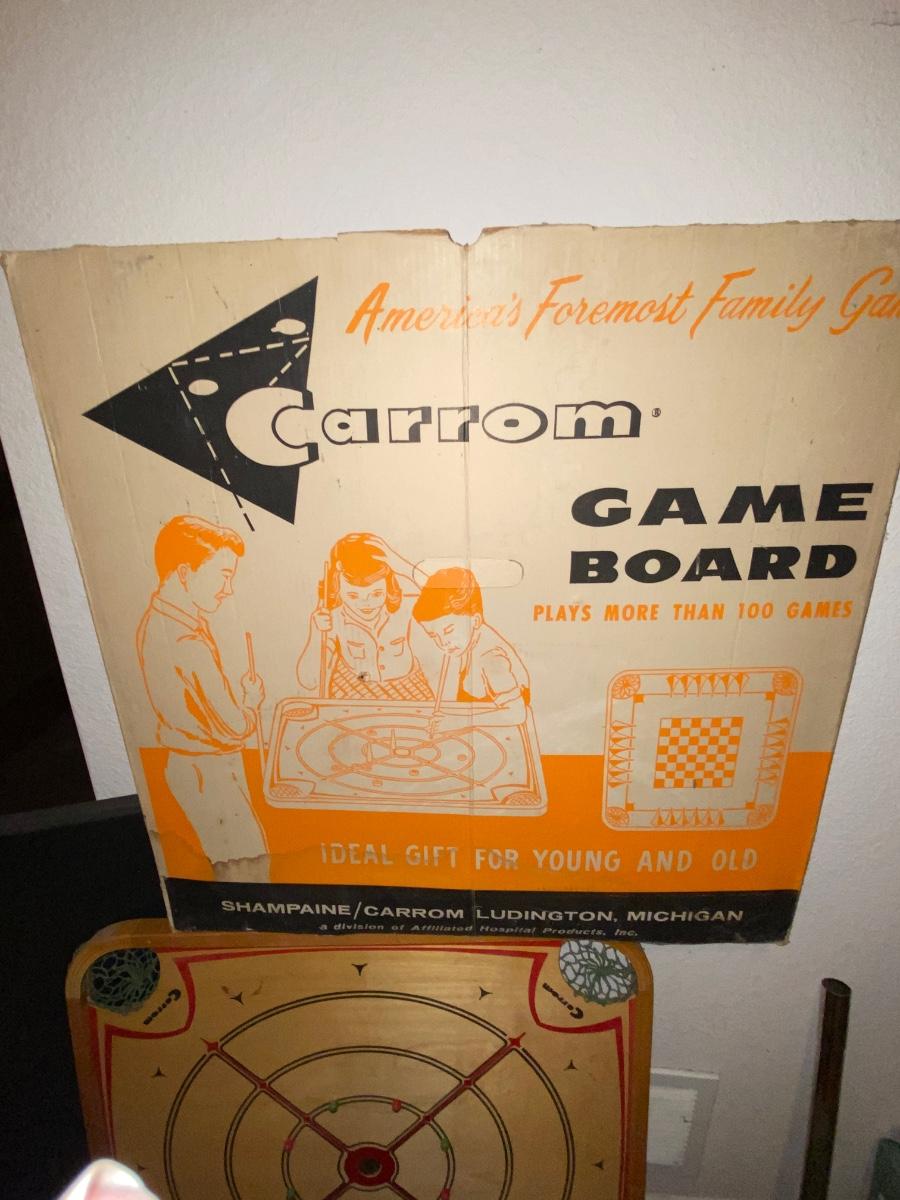 America's Foremost Family
Carrom®
GAME
BOARD
PLAYS MORE THAN 100 GAMES
IDEAL GIFT FOR YOUNG AND OLD
SHAMPAINE/CARROM LUDINGTON, MICHIGAN
a division of Affiliated Hospital Products, Inc.
Carrom
Carrom